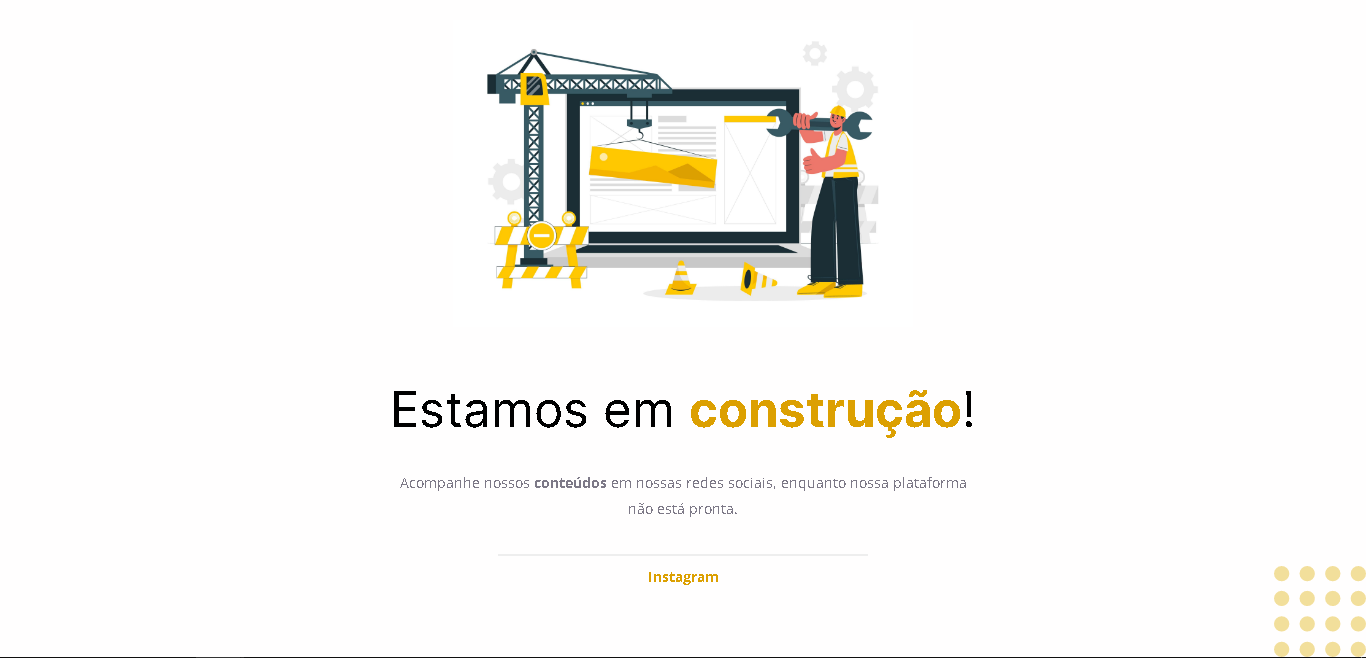 Estamos em construção!
Acompanhe nossos conteúdos em nossas redes sociais, enquanto nossa plataforma
não está pronta.
Instagram